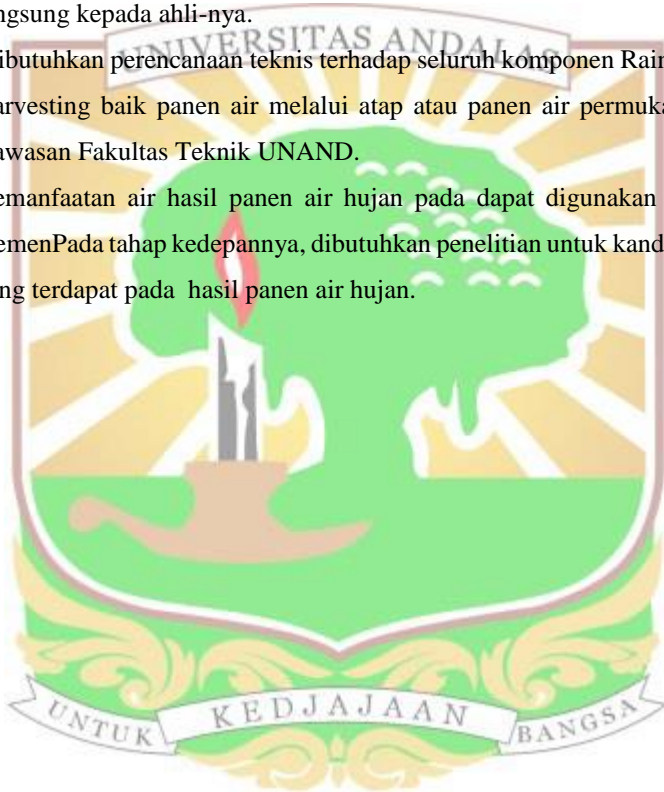 ngsung kepada ahli-nya.
UNIVERSITAS ANDALAS
ibutuhkan perencanaan teknis terhadap seluruh komponen Rain
arvesting baik panen air melalui atap atau panen air permuka
awasan Fakultas Teknik UNAND.
emanfaatan air hasil panen air hujan pada dapat digunakan
emenPada tahap kedepannya, dibutuhkan penelitian untuk kand
ng terdapat pada hasil panen air hujan.
UNTUK KEDJAJAAN BANGSA